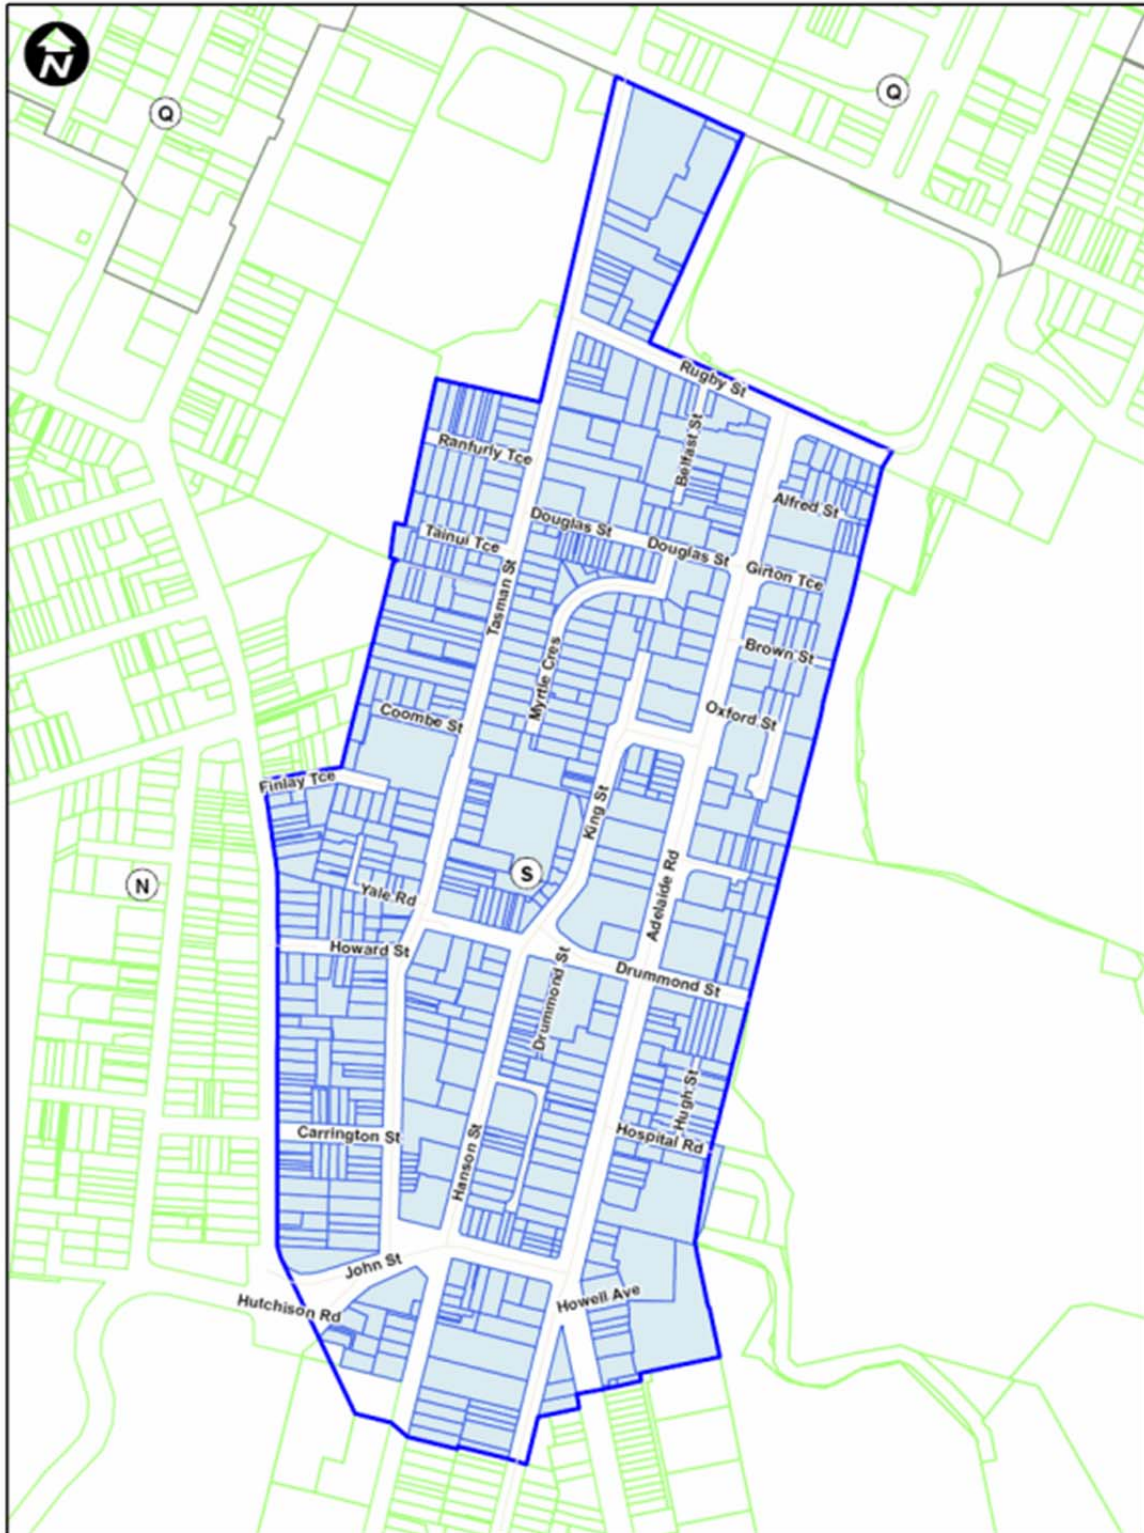 N
Q
Q
Rugby St
Belfast St
Ranfurly Tce
Alfred St
Douglas St
Tainui Tce
Douglas St
Girton Tce
Tasman St
Brown St
Myrtle Cres
Coombe St
Oxford St
Finlay Tce
King St
S
N
Yale Rd
Adelaide Rd
Howard St
Drummond St
Drummond St
Hugh St
Carrington St
Hospital Rd
Hanson St
John St
Howell Ave
Hutchison Rd